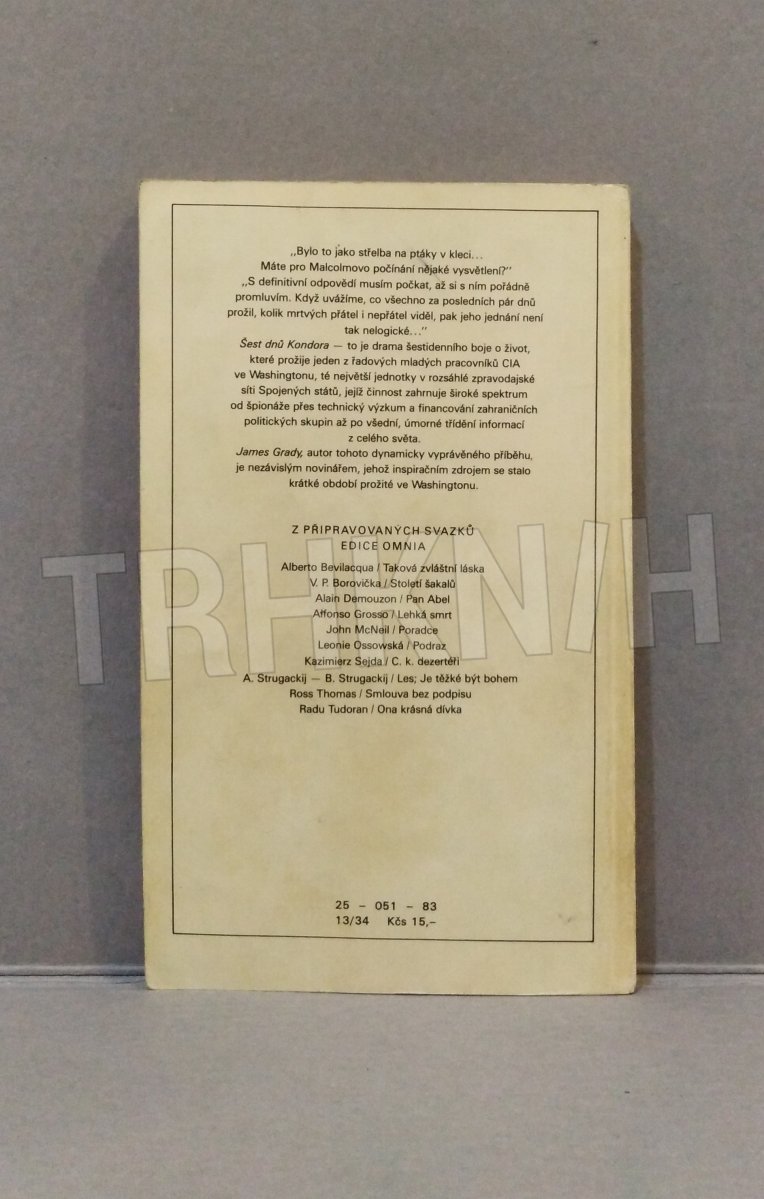 „Bylo to jako střelba na ptáky v kleci...
Máte pro Malcolmovo počínání nějaké vysvětlení?"
„S definitivní odpovědí musím počkat, až si s ním pořádně
promluvím. Když uvážíme, co všechno za posledních pár dnů
prožil, kolik mrtvých přátel i nepřátel viděl, pak jeho jednání není
tak nelogické..."
Šest dnů Kondora — to je drama šestidenního boje o život,
které prožije jeden z řadových mladých pracovníků CIA
ve Washingtonu, té největší jednotky v rozsáhlé zpravodajské
síti Spojených států, jejíž činnost zahrnuje široké spektrum
od špionáže přes technický výzkum a financování zahraničních
politických skupin až po všední, úmorné třídění informací
z celého světa.
James Grady, autor tohoto dynamicky vyprávěného příběhu,
je nezávislým novinářem, jehož inspiračním zdrojem se stalo
krátké období prožité ve Washingtonu.
Z PŘIPRAVOVANÝCH SVAZKŮ
EDICE OMNIA
Alberto Bevilacqua / Taková zvláštní láska
V. P. Borovička / Století šakalů
Alain Demouzon / Pan Abel
Affonso Grosso / Lehká smrt
John McNeil / Poradce
Leonie Ossowská / Podraz
Kazimierz Sejda / C. k. dezertéři
A. Strugackij — B. Strugackij / Les; Je těžké být bohem
Ross Thomas / Smlouva bez podpisu
Radu Tudoran / Ona krásná dívka
25 - 051 - 83
13/34 Kčs 15,-
TRHKNIH